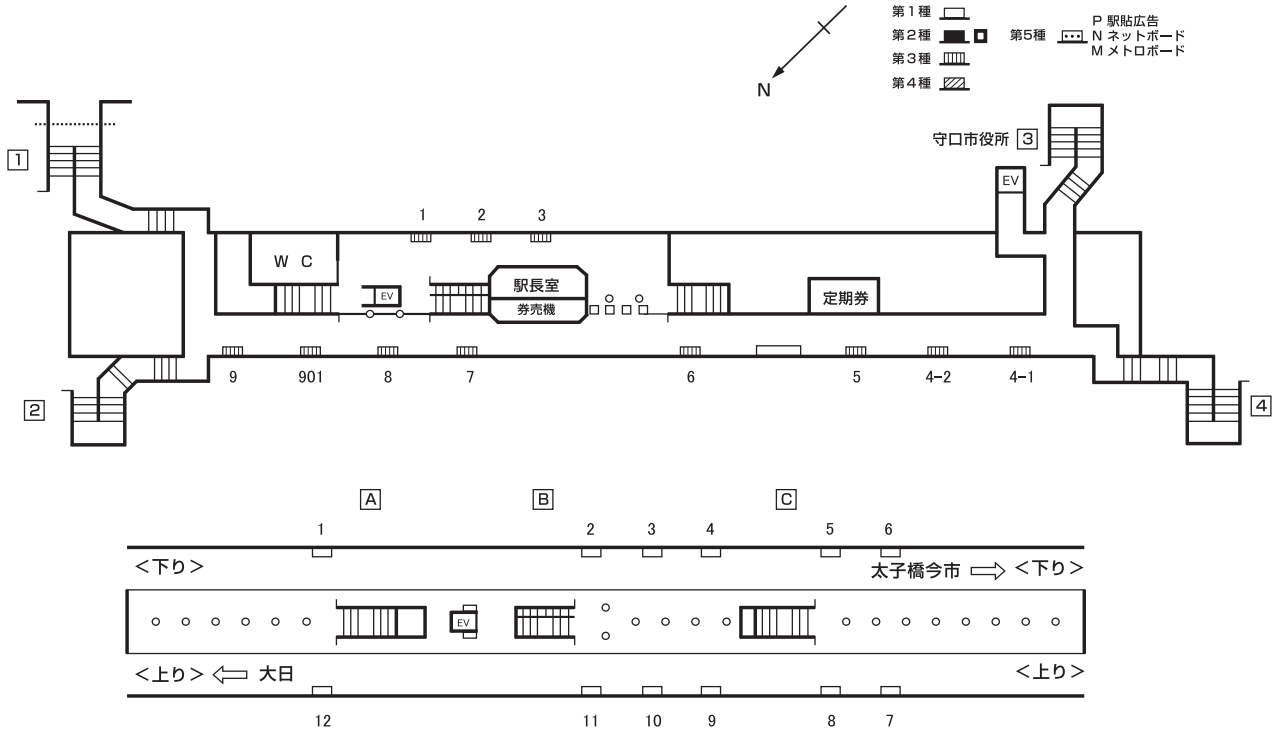 第1種
第2種
第3種
第4種
第5種
P 駅貼広告
N ネットボード
M メトロボード
N
1
守口市役所 3
EV
1 2 3
W C
EV
駅長室
券売機
定期券
9 901 8 7 6 5 4-2 4-1
2
4
A B C
1 2 3 4 5 6
<下り>
太子橋今市 <下り>
EV
<上り> 大日
<上り>
12 11 10 9 8 7